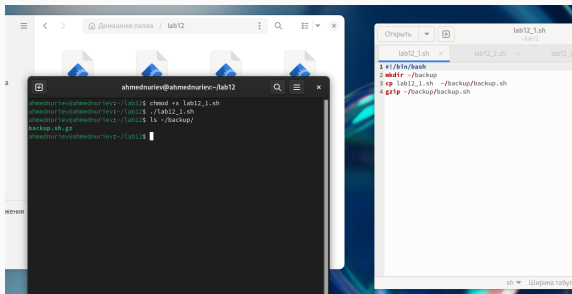 Домашняя папка / lab12
Открыть
lab12_1.sh
~/lab12
lab12_1.sh
lab12_2.sh
lab12_
1 #!/bin/bash
2 mkdir ~/backup
3 cp lab12_1.sh ~/backup/backup.sh
4 gzip ~/backup/backup.sh
ahmednuriev@ahmednuriev:~/lab12
ahmednuriev@ahmednuriev:~/lab12$ chmod +x lab12_1.sh
ahmednuriev@ahmednuriev:~/lab12$ ./lab12_1.sh
ahmednuriev@ahmednuriev:~/lab12$ ls ~/backup/
backup.sh.gz
ahmednuriev@ahmednuriev:~/lab12$
жения
sh
Ширина табул